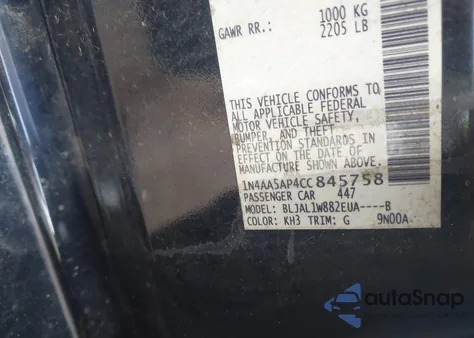 1000 KG
GAWR RR.: 2205 LB
THIS VEHICLE CONFORMS TO
ALL APPLICABLE FEDERAL
MOTOR VEHICLE SAFETY,
BUMPER, AND THEFT
PREVENTION STANDARDS
IN EFFECT ON THE DATE OF
MANUFACTURE SHOWN ABOVE.
1N4AA5AP4CC845758
PASSENGER CAR 447
MODEL: BLJAL1W882EUA----B
COLOR: KH3 TRIM: G 9N00A
autoSnap